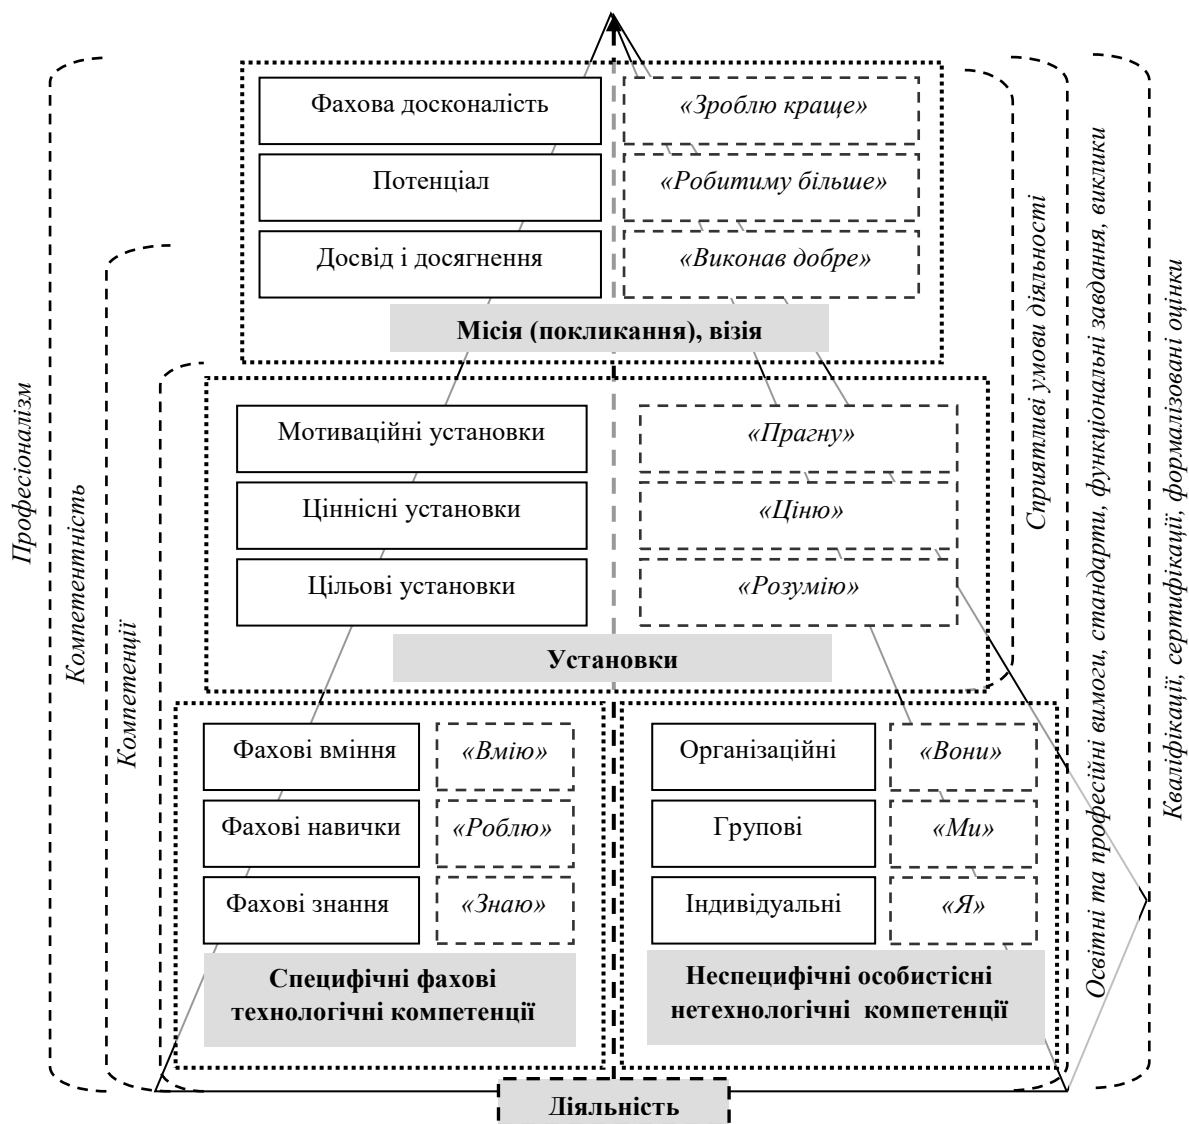 Фахова досконалість
«Зроблю краще»
Потенціал
«Робитиму більше»
Досвід і досягнення
«Виконав добре»
Місія (покликання), візія
Мотиваційні установки
«Прагну»
Ціннісні установки
«Ціню»
Цільові установки
«Розумію»
Установки
Фахові вміння
«Вмію»
Організаційні
«Вони»
Фахові навички
«Роблю»
Групові
«Ми»
Фахові знання
«Знаю»
Індивідуальні
«Я»
Специфічні фахові
технологічні компетенції
Неспецифічні особистісні
нетехнологічні компетенції
Діяльність
Професіоналізм
Компетентність
Компетенції
Сприятливі умови діяльності
Освітні та професійні вимоги, стандарти, функціональні завдання, виклики
Кваліфікації, сертифікації, формалізовані оцінки